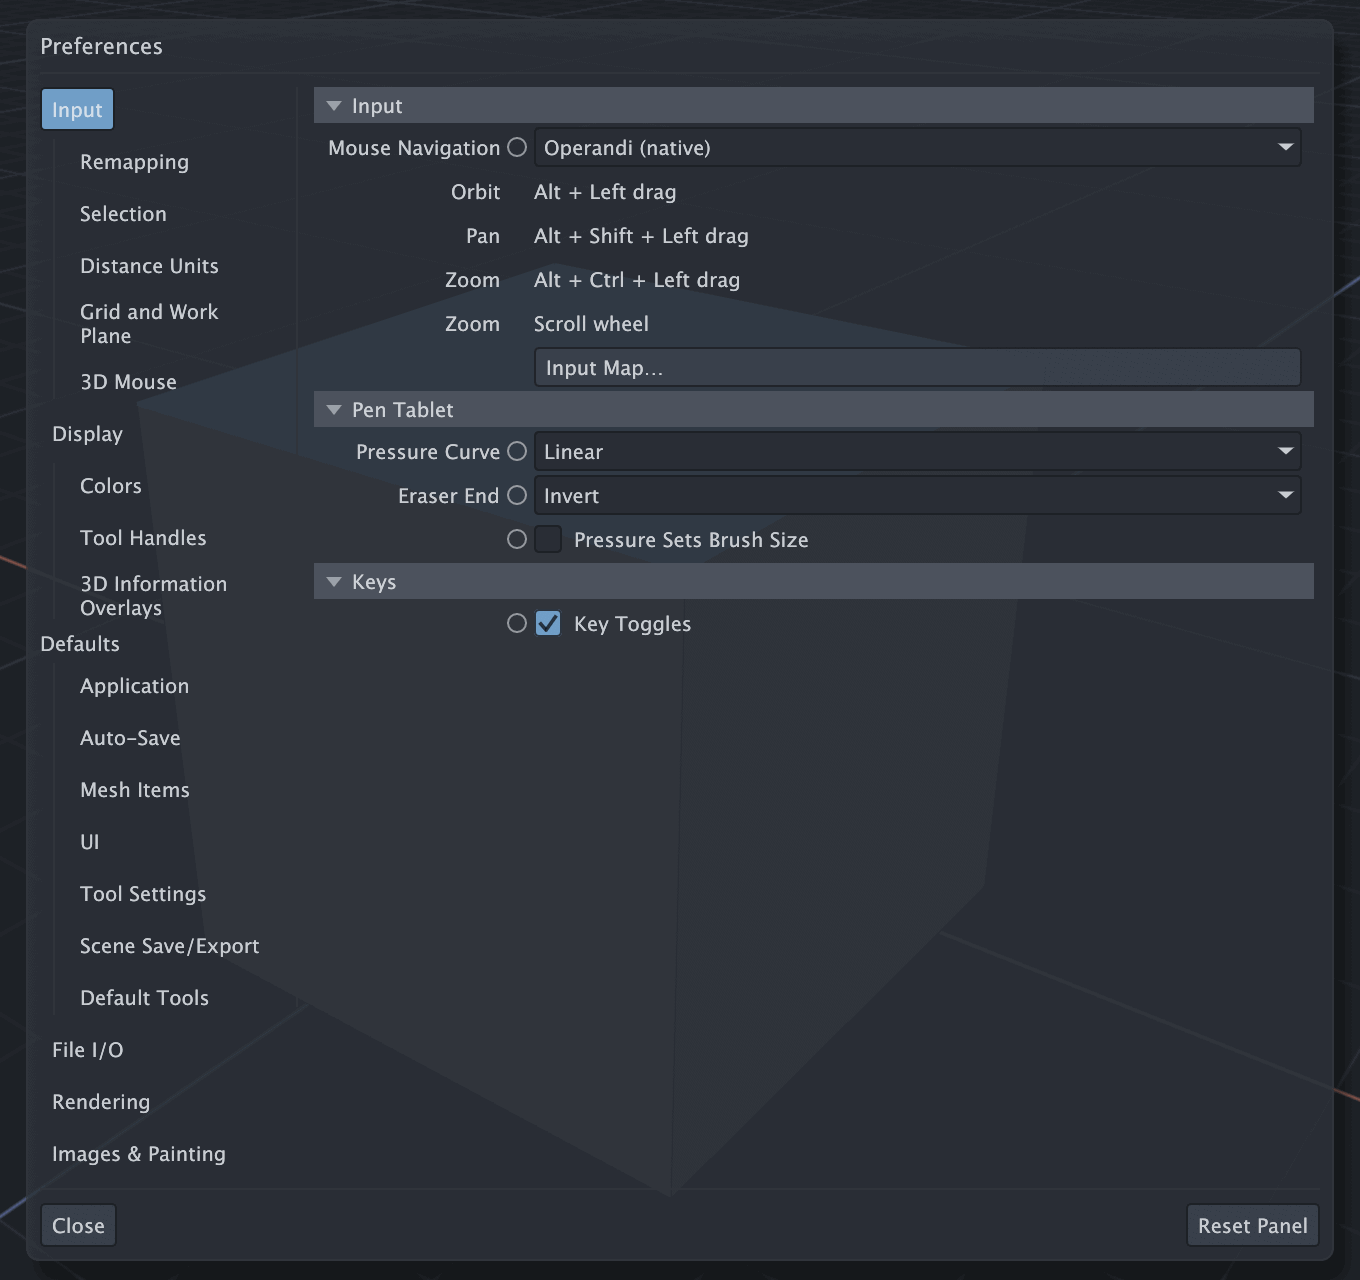 Preferences
Input
Remapping
Selection
Distance Units
Grid and Work
Plane
3D Mouse
Display
Colors
Tool Handles
3D Information
Overlays
Defaults
Application
Auto-Save
Mesh Items
UI
Tool Settings
Scene Save/Export
Default Tools
File I/O
Rendering
Images & Painting
Input
Mouse Navigation Operandi (native)
Orbit Alt + Left drag
Pan Alt + Shift + Left drag
Zoom Alt + Ctrl + Left drag
Zoom Scroll wheel
Input Map...
Pen Tablet
Pressure Curve Linear
Eraser End Invert
Pressure Sets Brush Size
Keys
Key Toggles
Close Reset Panel